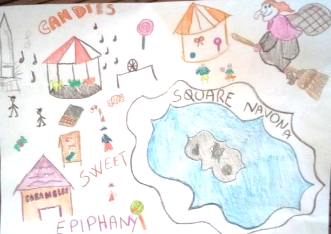 CANDIES
SQUARE NAVONA
SWEET
CARAMELLE
EPIPHANY